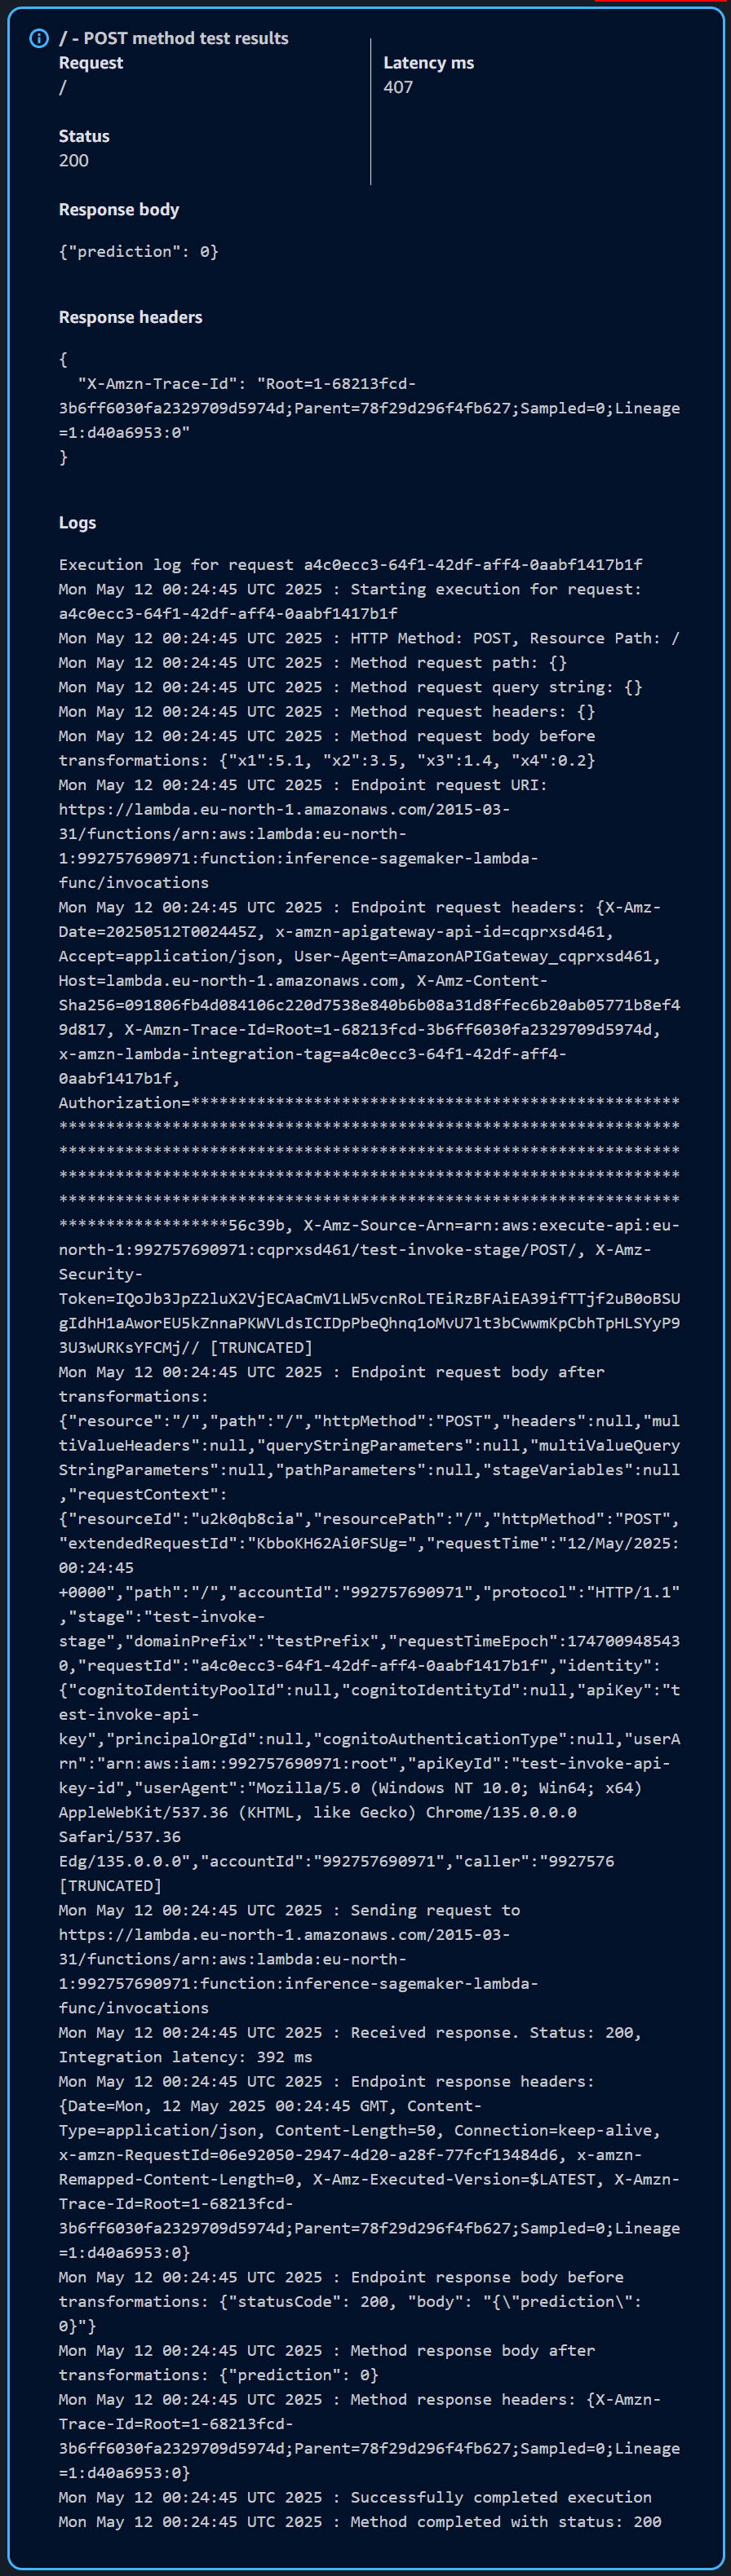 / - POST method test results
Request
/
Latency ms
407
Status
200
Response body
{"prediction": 0}
Response headers
{
  "X-Amzn-Trace-Id": "Root=1-68213fcd-
3b6ff6030fa2329709d5974d;Parent=78f29d296f4fb627;Sampled=0;Lineage
=1:d40a6953:0"
}
Logs
Execution log for request a4c0ecc3-64f1-42df-aff4-0aabf1417b1f
Mon May 12 00:24:45 UTC 2025 : Starting execution for request:
a4c0ecc3-64f1-42df-aff4-0aabf1417b1f
Mon May 12 00:24:45 UTC 2025 : HTTP Method: POST, Resource Path: /
Mon May 12 00:24:45 UTC 2025 : Method request path: {}
Mon May 12 00:24:45 UTC 2025 : Method request query string: {}
Mon May 12 00:24:45 UTC 2025 : Method request headers: {}
Mon May 12 00:24:45 UTC 2025 : Method request body before
transformations: {"x1":5.1, "x2":3.5, "x3":1.4, "x4":0.2}
Mon May 12 00:24:45 UTC 2025 : Endpoint request URI:
https://lambda.eu-north-1.amazonaws.com/2015-03-
31/functions/arn:aws:lambda:eu-north-
1:992757690971:function:inference-sagemaker-lambda-
func/invocations
Mon May 12 00:24:45 UTC 2025 : Endpoint request headers: {X-Amz-
Date=20250512T002445Z, x-amzn-apigateway-api-id=cqprxsd461,
Accept=application/json, User-Agent=AmazonAPIGateway_cqprxsd461,
Host=lambda.eu-north-1.amazonaws.com, X-Amz-Content-
Sha256=091806fb4d084106c220d7538e840b6b08a31d8ffec6b20ab05771b8ef4
9d817, X-Amzn-Trace-Id=Root=1-68213fcd-3b6ff6030fa2329709d5974d,
x-amzn-lambda-integration-tag=a4c0ecc3-64f1-42df-aff4-
0aabf1417b1f,
Authorization=****************************************************
******************************************************************
******************************************************************
******************************************************************
******************************************************************
******************56c39b, X-Amz-Source-Arn=arn:aws:execute-api:eu-
north-1:992757690971:cqprxsd461/test-invoke-stage/POST/, X-Amz-
Security-
Token=IQoJb3JpZ2luX2VjECAaCmV1LW5vcnRoLTEiRzBFAiEA39ifTTjf2uB0oBSU
gIdhH1aAworEU5kZnnaPKWVLdsICIDpPbeQhnq1oMvU7lt3bCwwmKpCbhTpHLSYyP9
3U3wURKsYFCMj// [TRUNCATED]
Mon May 12 00:24:45 UTC 2025 : Endpoint request body after
transformations:
{"resource":"/","path":"/","httpMethod":"POST","headers":null,"mul
tiValueHeaders":null,"queryStringParameters":null,"multiValueQuery
StringParameters":null,"pathParameters":null,"stageVariables":null
,"requestContext":
{"resourceId":"u2k0qb8cia","resourcePath":"/","httpMethod":"POST",
"extendedRequestId":"KbboKH62Ai0FSUg=","requestTime":"12/May/2025:
00:24:45
+0000","path":"/","accountId":"992757690971","protocol":"HTTP/1.1"
,"stage":"test-invoke-
stage","domainPrefix":"testPrefix","requestTimeEpoch":174700948543
0,"requestId":"a4c0ecc3-64f1-42df-aff4-0aabf1417b1f","identity":
{"cognitoIdentityPoolId":null,"cognitoIdentityId":null,"apiKey":"t
est-invoke-api-
key","principalOrgId":null,"cognitoAuthenticationType":null,"userA
rn":"arn:aws:iam::992757690971:root","apiKeyId":"test-invoke-api-
key-id","userAgent":"Mozilla/5.0 (Windows NT 10.0; Win64; x64)
AppleWebKit/537.36 (KHTML, like Gecko) Chrome/135.0.0.0
Safari/537.36
Edg/135.0.0.0","accountId":"992757690971","caller":"9927576
[TRUNCATED]
Mon May 12 00:24:45 UTC 2025 : Sending request to
https://lambda.eu-north-1.amazonaws.com/2015-03-
31/functions/arn:aws:lambda:eu-north-
1:992757690971:function:inference-sagemaker-lambda-
func/invocations
Mon May 12 00:24:45 UTC 2025 : Received response. Status: 200,
Integration latency: 392 ms
Mon May 12 00:24:45 UTC 2025 : Endpoint response headers:
{Date=Mon, 12 May 2025 00:24:45 GMT, Content-
Type=application/json, Content-Length=50, Connection=keep-alive,
x-amzn-RequestId=06e92050-2947-4d20-a28f-77fcf13484d6, x-amzn-
Remapped-Content-Length=0, X-Amz-Executed-Version=$LATEST, X-Amzn-
Trace-Id=Root=1-68213fcd-
3b6ff6030fa2329709d5974d;Parent=78f29d296f4fb627;Sampled=0;Lineage
=1:d40a6953:0}
Mon May 12 00:24:45 UTC 2025 : Endpoint response body before
transformations: {"statusCode": 200, "body": "{\"prediction\":
0}"}
Mon May 12 00:24:45 UTC 2025 : Method response body after
transformations: {"prediction": 0}
Mon May 12 00:24:45 UTC 2025 : Method response headers: {X-Amzn-
Trace-Id=Root=1-68213fcd-
3b6ff6030fa2329709d5974d;Parent=78f29d296f4fb627;Sampled=0;Lineage
=1:d40a6953:0}
Mon May 12 00:24:45 UTC 2025 : Successfully completed execution
Mon May 12 00:24:45 UTC 2025 : Method completed with status: 200